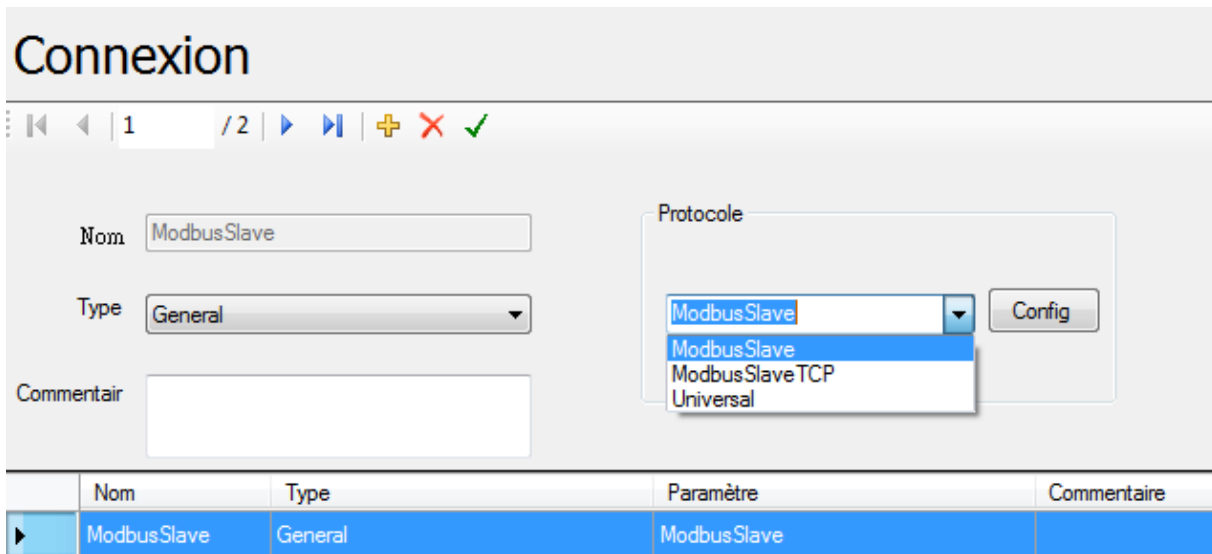 Connexion
1 / 2
Protocole
Nom ModbusSlave
Type General
ModbusSlave Config
ModbusSlave
ModbusSlaveTCP
Universal
Commentair
Nom Type Paramètre Commentaire
ModbusSlave General ModbusSlave